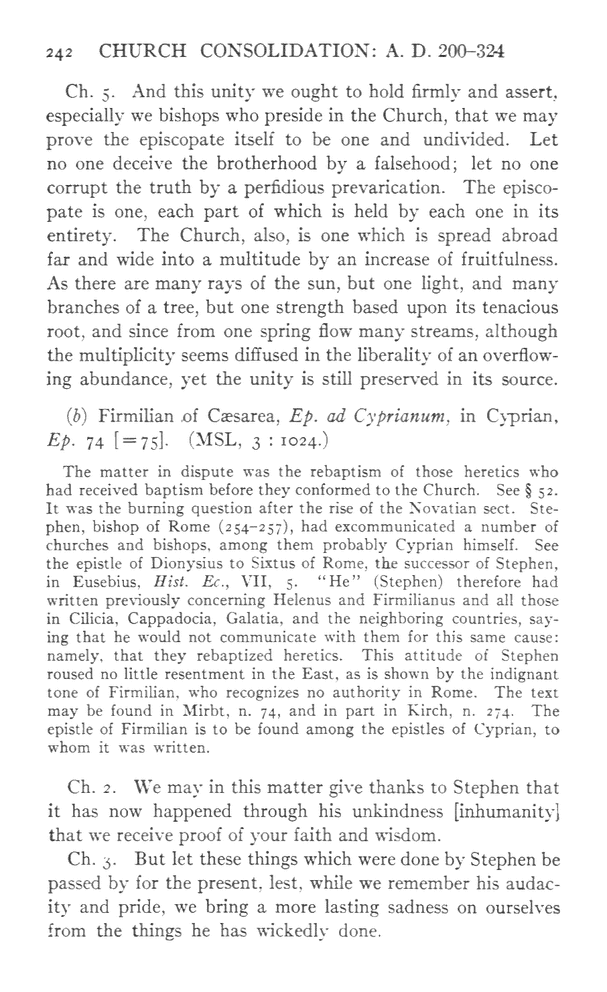 242 CHURCH CONSOLIDATION: A. D. 200–324
Ch. 5. And this unity we ought to hold firmly and assert,
especially we bishops who preside in the Church, that we may
prove the episcopate itself to be one and undivided. Let
no one deceive the brotherhood by a falsehood; let no one
corrupt the truth by a perfidious prevarication. The episco-
pate is one, each part of which is held by each one in its
entirety. The Church, also, is one which is spread abroad
far and wide into a multitude by an increase of fruitfulness.
As there are many rays of the sun, but one light, and many
branches of a tree, but one strength based upon its tenacious
root, and since from one spring flow many streams, although
the multiplicity seems diffused in the liberality of an overflow-
ing abundance, yet the unity is still preserved in its source.
(b) Firmilian of Cæsarea, Ep. ad Cyprianum, in Cyprian,
Ep. 74 [=75]. (MSL, 3 : 1024.)
The matter in dispute was the rebaptism of those heretics who
had received baptism before they conformed to the Church. See § 52.
It was the burning question after the rise of the Novatian sect. Ste-
phen, bishop of Rome (254–257), had excommunicated a number of
churches and bishops, among them probably Cyprian himself. See
the epistle of Dionysius to Sixtus of Rome, the successor of Stephen,
in Eusebius, Hist. Ec., VII, 5. "He" (Stephen) therefore had
written previously concerning Helenus and Firmilianus and all those
in Cilicia, Cappadocia, Galatia, and the neighboring countries, say-
ing that he would not communicate with them for this same cause:
namely, that they rebaptized heretics. This attitude of Stephen
roused no little resentment in the East, as is shown by the indignant
tone of Firmilian, who recognizes no authority in Rome. The text
may be found in Mirbt, n. 74, and in part in Kirch, n. 274. The
epistle of Firmilian is to be found among the epistles of Cyprian, to
whom it was written.
Ch. 2. We may in this matter give thanks to Stephen that
it has now happened through his unkindness [inhumanity]
that we receive proof of your faith and wisdom.
Ch. 3. But let these things which were done by Stephen be
passed by for the present, lest, while we remember his audac-
ity and pride, we bring a more lasting sadness on ourselves
from the things he has wickedly done.